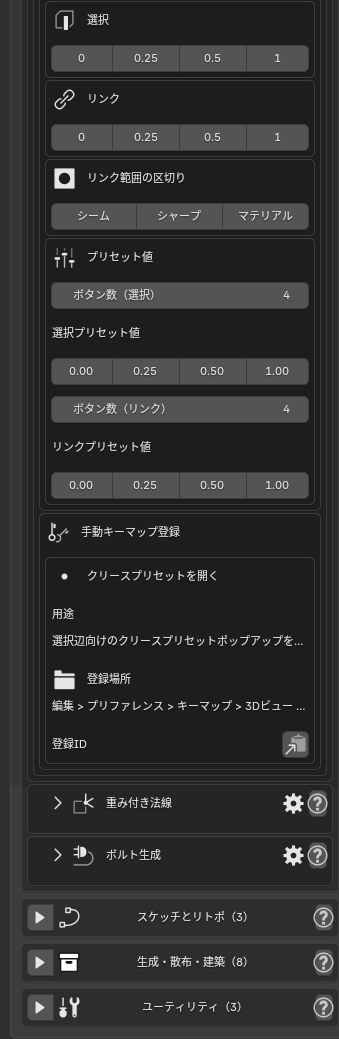 選択
0 0.25 0.5 1
リンク
0 0.25 0.5 1
リンク範囲の区切り
シーム シャープ マテリアル
プリセット値
ボタン数（選択） 4
選択プリセット値
0.00 0.25 0.50 1.00
ボタン数（リンク） 4
リンクプリセット値
0.00 0.25 0.50 1.00
手動キーマップ登録
クリースプリセットを開く
用途
選択辺向けのクリースプリセットポップアップを...
登録場所
編集 > プリファレンス > キーマップ > 3Dビュー ...
登録ID
重み付き法線
ボルト生成
スケッチとリトポ（3）
生成・散布・建築（8）
ユーティリティ（3）